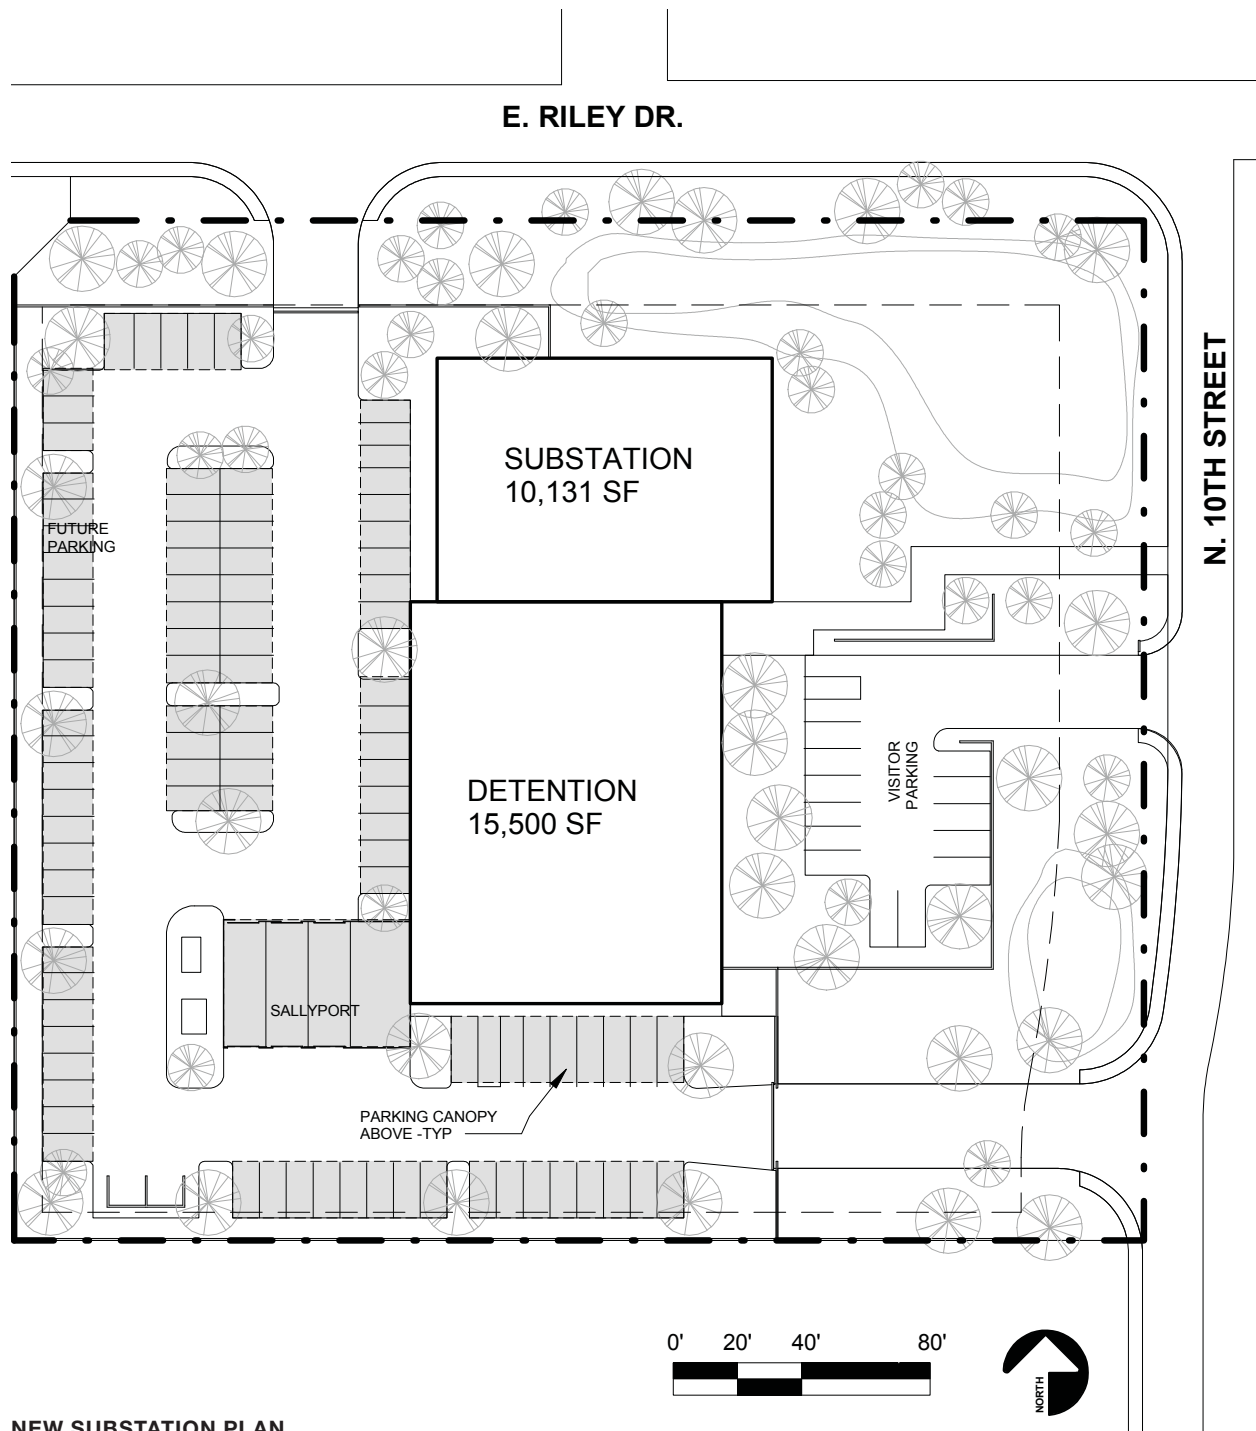 E. RILEY DR.
N. 10TH STREET
SUBSTATION
10,131 SF
FUTURE
PARKING
DETENTION
15,500 SF
VISITOR
PARKING
SALLYPORT
PARKING CANOPY
ABOVE -TYP
0' 20' 40' 80'
NORTH
NEW SUBSTATION PLAN